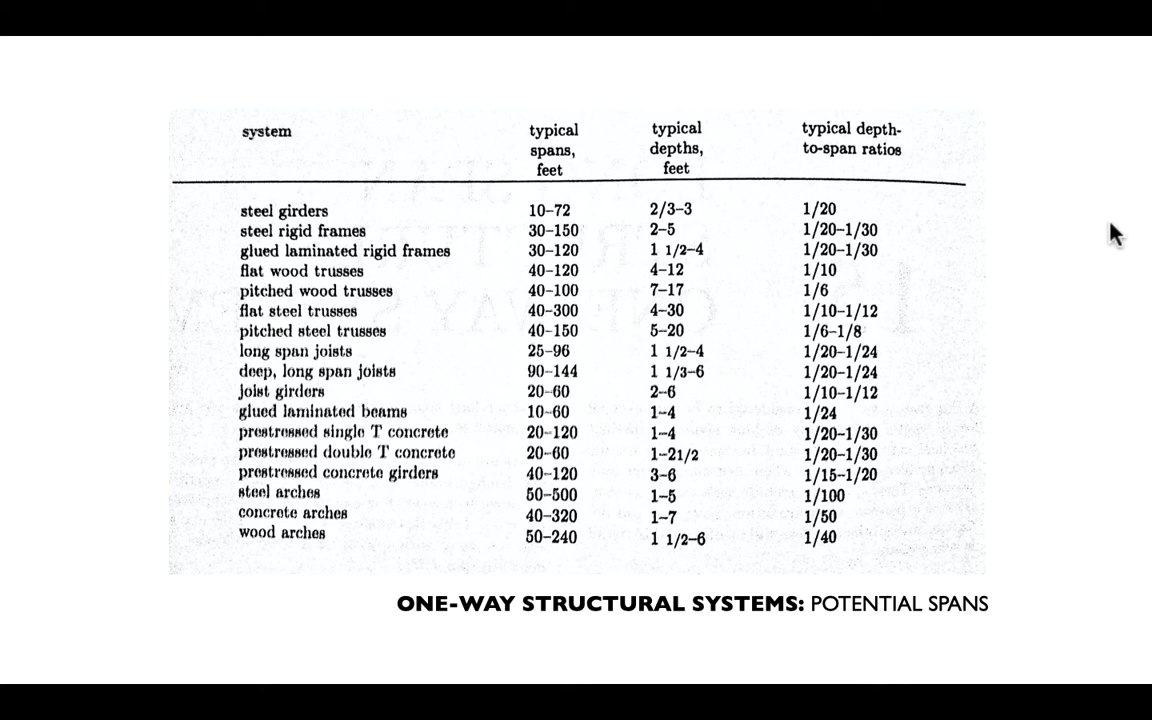 system typical typical typical depth-
spans, depths, to-span ratios
feet feet
steel girders 10–72 2/3–3 1/20
steel rigid frames 30–150 2–5 1/20–1/30
glued laminated rigid frames 30–120 1 1/2–4 1/20–1/30
flat wood trusses 40–120 4–12 1/10
pitched wood trusses 40–100 7–17 1/6
flat steel trusses 40–300 4–30 1/10–1/12
pitched steel trusses 40–150 5–20 1/6–1/8
long span joists 25–96 1 1/2–4 1/20–1/24
deep, long span joists 90–144 1 1/3–6 1/20–1/24
joist girders 20–60 2–6 1/10–1/12
glued laminated beams 10–60 1–4 1/24
prestressed single T concrete 20–120 1–4 1/20–1/30
prestressed double T concrete 20–60 1–21/2 1/20–1/30
prestressed concrete girders 40–120 3–6 1/15–1/20
steel arches 50–500 1–5 1/100
concrete arches 40–320 1–7 1/50
wood arches 50–240 1 1/2–6 1/40
ONE-WAY STRUCTURAL SYSTEMS: POTENTIAL SPANS